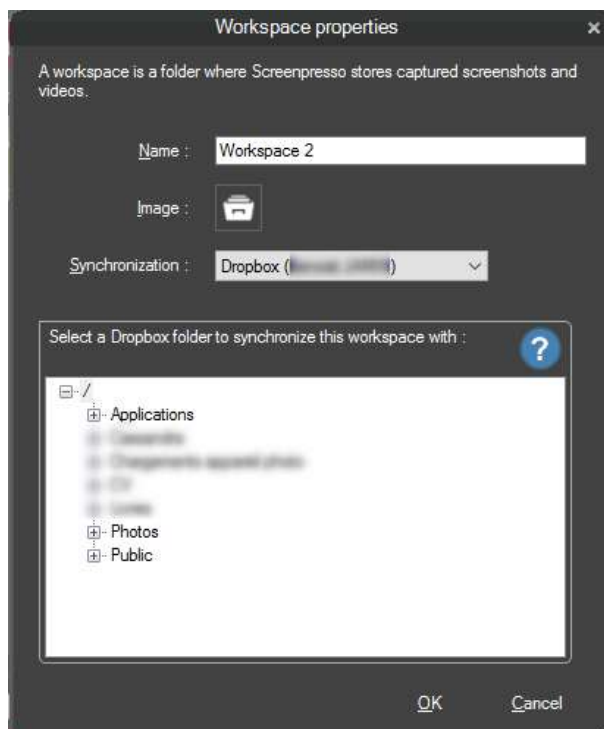 Workspace properties
A workspace is a folder where Screenpresso stores captured screenshots and
videos.
Name :
Workspace 2
Image :
Synchronization :
Dropbox (
)
Select a Dropbox folder to synchronize this workspace with :
?
/
Applications
Photos
Public
OK
Cancel